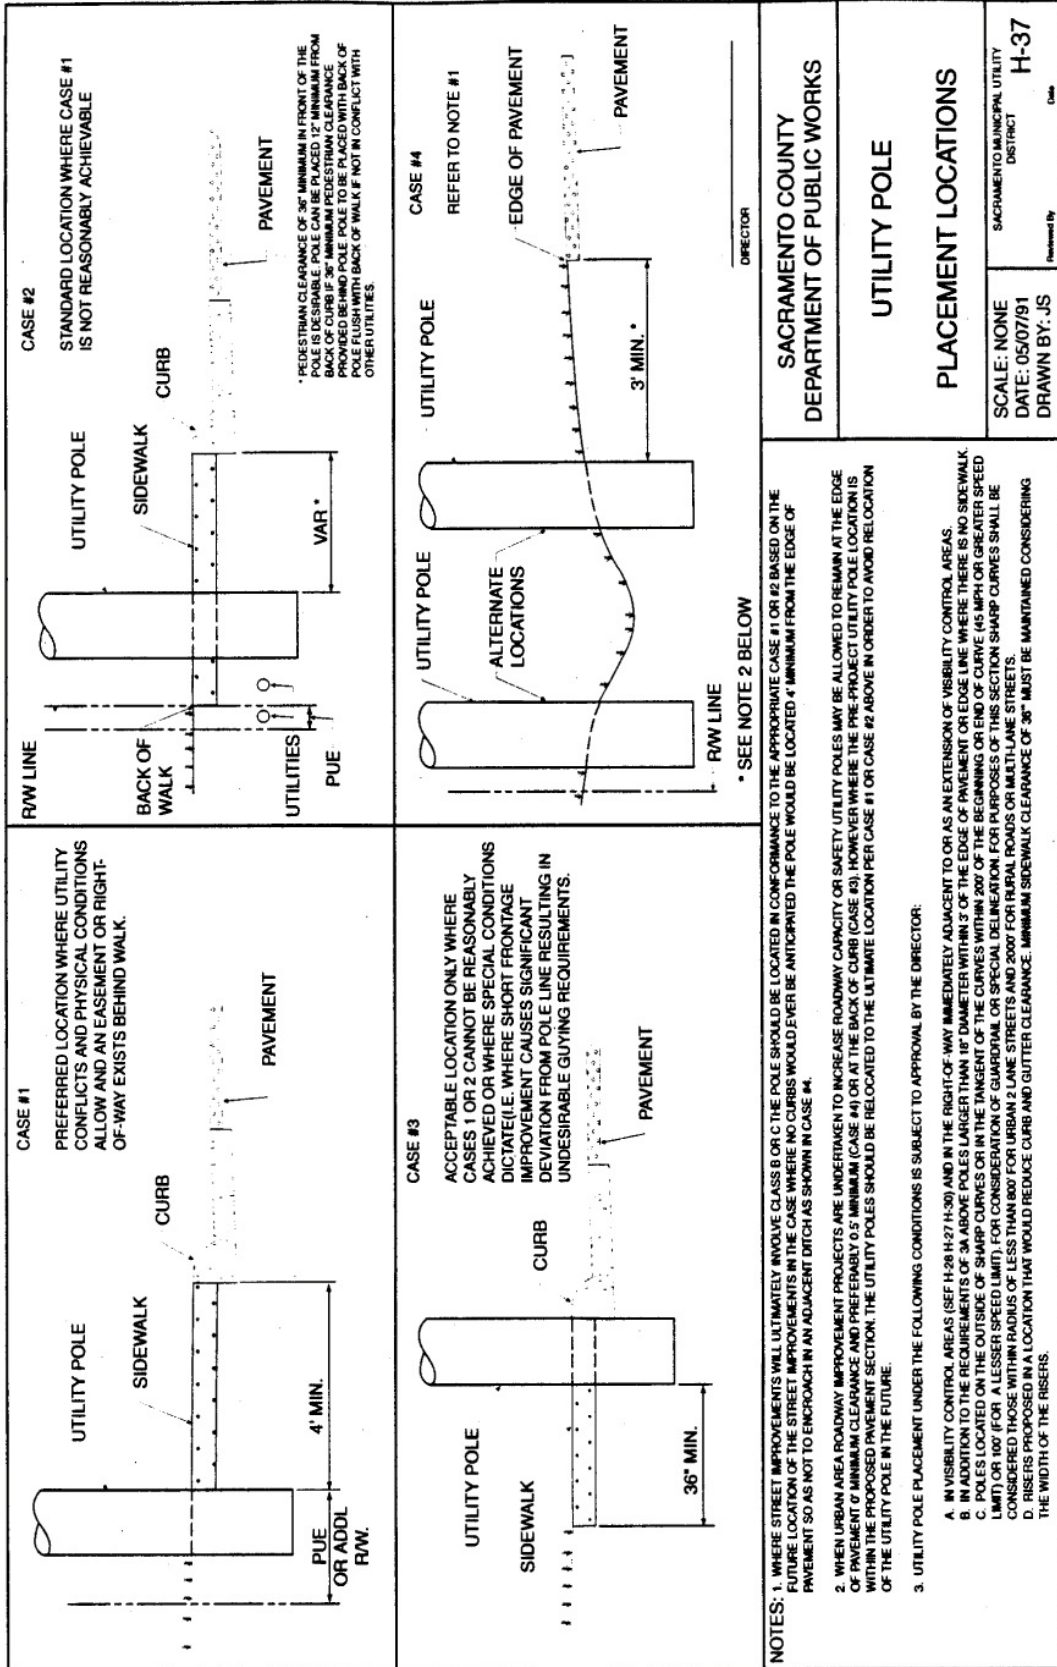 CASE #1
PREFERRED LOCATION WHERE UTILITY
CONFLICTS AND PHYSICAL CONDITIONS
ALLOW AND AN EASEMENT OR RIGHT-
OF-WAY EXISTS BEHIND WALK.
UTILITY POLE
SIDEWALK
CURB
PAVEMENT
4' MIN.
PUE
OR ADDL
R/W.
R/W LINE
CASE #2
STANDARD LOCATION WHERE CASE #1
IS NOT REASONABLY ACHIEVABLE
UTILITY POLE
SIDEWALK
CURB
PAVEMENT
BACK OF
WALK
UTILITIES
PUE
VAR *
* PEDESTRIAN CLEARANCE OF 36" MINIMUM IN FRONT OF THE
POLE IS DESIRABLE. POLE CAN BE PLACED 12" MINIMUM FROM
BACK OF CURB IF 36" MINIMUM PEDESTRIAN CLEARANCE
PROVIDED BEHIND POLE. POLE TO BE PLACED WITH BACK OF
POLE FLUSH WITH BACK OF WALK IF NOT IN CONFLICT WITH
OTHER UTILITIES.
CASE #3
ACCEPTABLE LOCATION ONLY WHERE
CASES 1 OR 2 CANNOT BE REASONABLY
ACHIEVED OR WHERE SPECIAL CONDITIONS
DICTATE(I.E. WHERE SHORT FRONTAGE
IMPROVEMENT CAUSES SIGNIFICANT
DEVIATION FROM POLE LINE RESULTING IN
UNDESIRABLE GUYING REQUIREMENTS.
UTILITY POLE
SIDEWALK
CURB
PAVEMENT
36" MIN.
CASE #4
REFER TO NOTE #1
UTILITY POLE
UTILITY POLE
EDGE OF PAVEMENT
PAVEMENT
ALTERNATE
LOCATIONS
3' MIN. *
R/W LINE
* SEE NOTE 2 BELOW
DIRECTOR
NOTES: 1. WHERE STREET IMPROVEMENTS WILL ULTIMATELY INVOLVE CLASS B OR C THE POLE SHOULD BE LOCATED IN CONFORMANCE TO THE APPROPRIATE CASE #1 OR #2 BASED ON THE
FUTURE LOCATION OF THE STREET IMPROVEMENTS IN THE CASE WHERE NO CURBS WOULD EVER BE ANTICIPATED THE POLE WOULD BE LOCATED 4' MINIMUM FROM THE EDGE OF
PAVEMENT SO AS NOT TO ENCROACH IN AN ADJACENT DITCH AS SHOWN IN CASE #4.
2. WHEN URBAN AREA ROADWAY IMPROVEMENT PROJECTS ARE UNDERTAKEN TO INCREASE ROADWAY CAPACITY OR SAFETY UTILITY POLES MAY BE ALLOWED TO REMAIN AT THE EDGE
OF PAVEMENT 0' MINIMUM CLEARANCE AND PREFERABLY 0.5' MINIMUM (CASE #4) OR AT THE BACK OF CURB (CASE #3). HOWEVER WHERE THE PRE-PROJECT UTILITY POLE LOCATION IS
WITHIN THE PROPOSED PAVEMENT SECTION, THE UTILITY POLES SHOULD BE RELOCATED TO THE ULTIMATE LOCATION PER CASE #1 OR CASE #2 ABOVE IN ORDER TO AVOID RELOCATION
OF THE UTILITY POLE IN THE FUTURE.
3. UTILITY POLE PLACEMENT UNDER THE FOLLOWING CONDITIONS IS SUBJECT TO APPROVAL BY THE DIRECTOR:
A. IN VISIBILITY CONTROL AREAS (SEF H-28 H-27 H-30) AND IN THE RIGHT-OF-WAY IMMEDIATELY ADJACENT TO OR AS AN EXTENSION OF VISIBILITY CONTROL AREAS.
B. IN ADDITION TO THE REQUIREMENTS OF 3A ABOVE POLES LARGER THAN 18" DIAMETER WITHIN 3' OF THE EDGE OF PAVEMENT OR EDGE LINE WHERE THERE IS NO SIDEWALK.
C. POLES LOCATED ON THE OUTSIDE OF SHARP CURVES OR IN THE TANGENT OF THE CURVES WITHIN 200' OF THE BEGINNING OR END OF CURVE (45 MPH OR GREATER SPEED
LIMIT) OR 100' (FOR A LESSER SPEED LIMIT). FOR CONSIDERATION OF GUARDRAIL OR SPECIAL DELINEATION. FOR PURPOSES OF THIS SECTION SHARP CURVES SHALL BE
CONSIDERED THOSE WITHIN RADIUS OF LESS THAN 800' FOR URBAN 2 LANE STREETS AND 2000' FOR RURAL ROADS OR MULTI-LANE STREETS.
D. RISERS PROPOSED IN A LOCATION THAT WOULD REDUCE CURB AND GUTTER CLEARANCE. MINIMUM SIDEWALK CLEARANCE OF 36" MUST BE MAINTAINED CONSIDERING
THE WIDTH OF THE RISERS.
SACRAMENTO COUNTY
DEPARTMENT OF PUBLIC WORKS
UTILITY POLE
PLACEMENT LOCATIONS
SCALE: NONE
DATE: 05/07/91
DRAWN BY: JS
SACRAMENTO MUNICIPAL UTILITY
DISTRICT
H-37
Reviewed By
Date